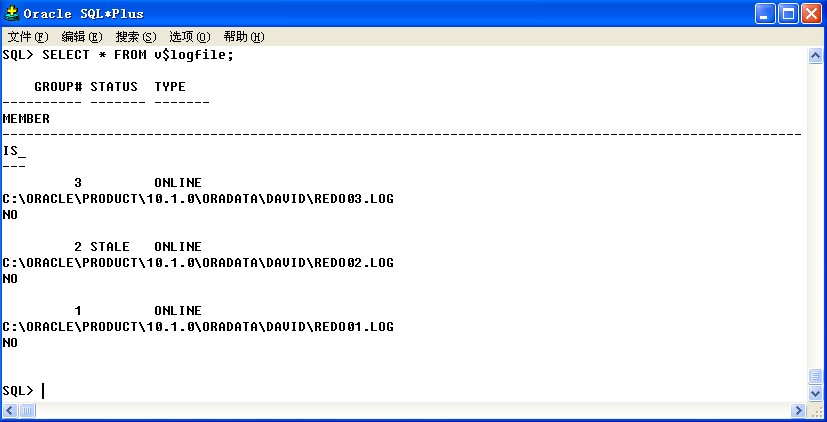 Oracle SQL*Plus
文件(F) 编辑(E) 搜索(S) 选项(O) 帮助(H)
SQL> SELECT * FROM v$logfile;
    GROUP# STATUS  TYPE
---------- ------- -------
MEMBER
----------------------------------------------------------------------------------------------------
IS_
---
         3         ONLINE
C:\ORACLE\PRODUCT\10.1.0\ORADATA\DAVID\REDO03.LOG
NO
         2 STALE   ONLINE
C:\ORACLE\PRODUCT\10.1.0\ORADATA\DAVID\REDO02.LOG
NO
         1         ONLINE
C:\ORACLE\PRODUCT\10.1.0\ORADATA\DAVID\REDO01.LOG
NO
SQL>